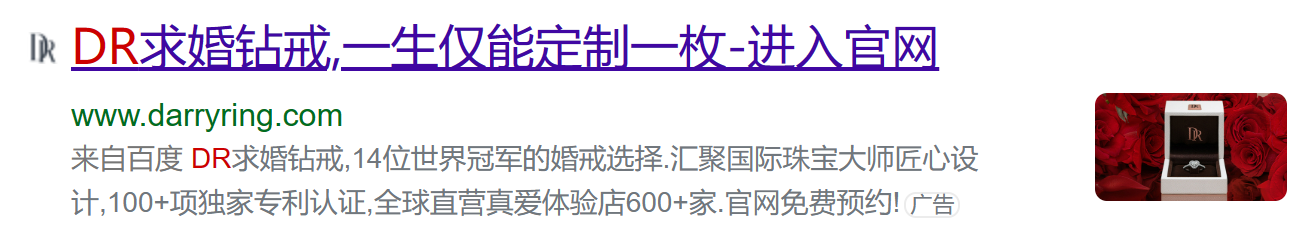 DR求婚钻戒,一生仅能定制一枚-进入官网
www.darryring.com
来自百度 DR求婚钻戒,14位世界冠军的婚戒选择.汇聚国际珠宝大师匠心设
计,100+项独家专利认证,全球直营真爱体验店600+家.官网免费预约! 广告
DR
DR